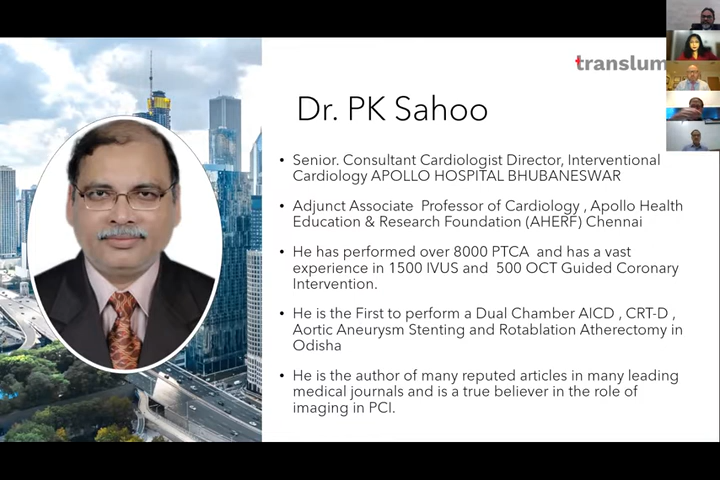 translum
Dr. PK Sahoo
• Senior. Consultant Cardiologist Director, Interventional
Cardiology APOLLO HOSPITAL BHUBANESWAR
• Adjunct Associate Professor of Cardiology , Apollo Health
Education & Research Foundation (AHERF) Chennai
• He has performed over 8000 PTCA and has a vast
experience in 1500 IVUS and 500 OCT Guided Coronary
Intervention.
• He is the First to perform a Dual Chamber AICD , CRT-D ,
Aortic Aneurysm Stenting and Rotablation Atherectomy in
Odisha
• He is the author of many reputed articles in many leading
medical journals and is a true believer in the role of
imaging in PCI.